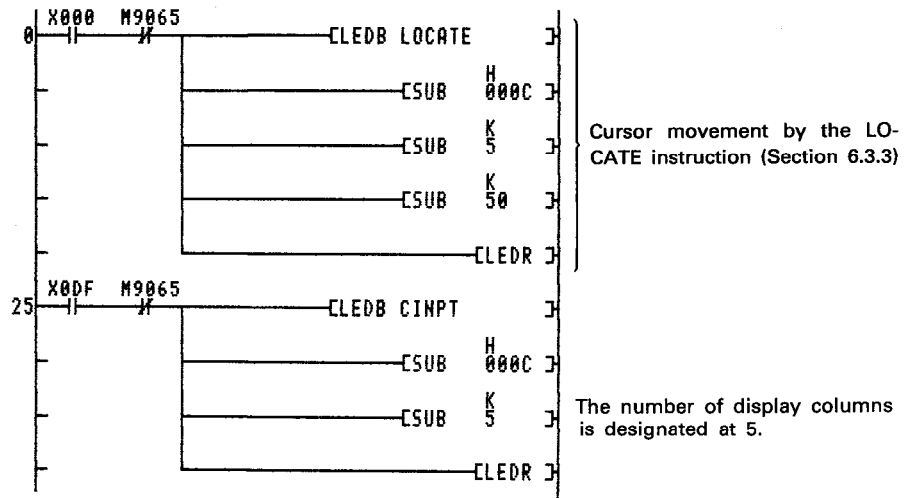 X000 M9065
0 [LEDB LOCATE ]
H
[SUB 000C ]
K
[SUB 5 ]
K
[SUB 50 ]
[LEDR ]
Cursor movement by the LO-
CATE instruction (Section 6.3.3)
X0DF M9065
25 [LEDB CINPT ]
H
[SUB 000C ]
K
[SUB 5 ]
[LEDR ]
The number of display columns
is designated at 5.